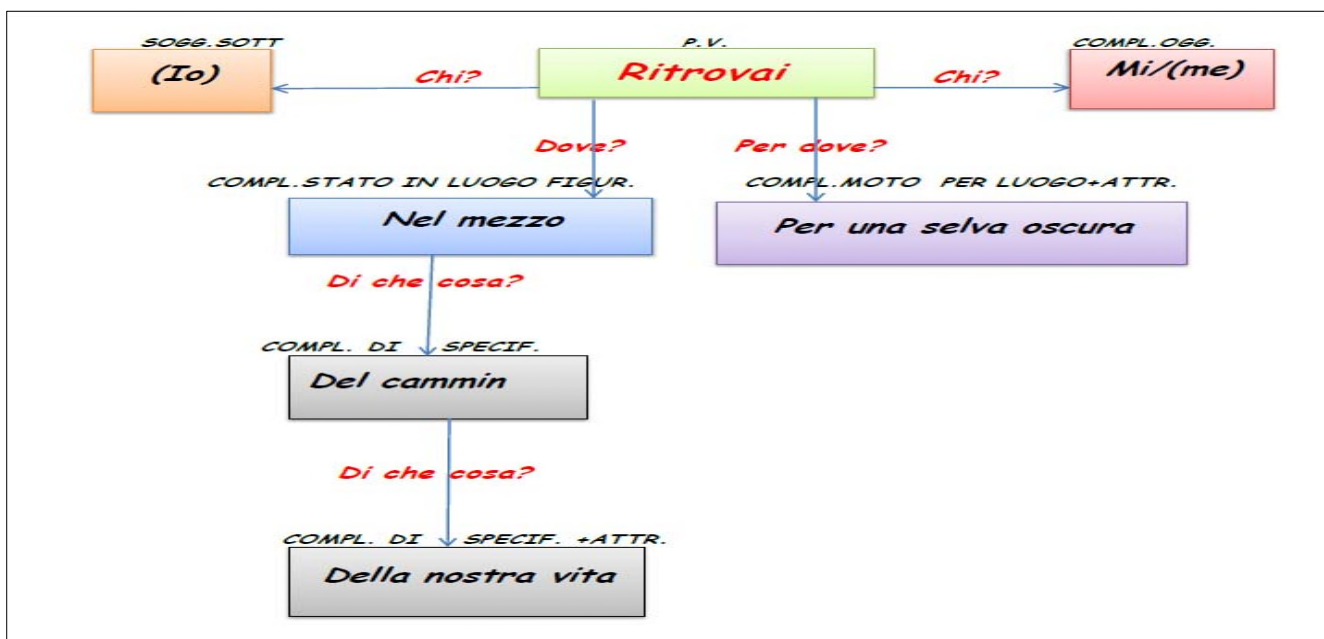 SOGG.SOTT
P.V.
COMPL.OGG.
(Io)
Chi?
Ritrovai
Chi?
Mi/(me)
Dove?
Per dove?
COMPL.STATO IN LUOGO FIGUR.
COMPL.MOTO PER LUOGO+ATTR.
Nel mezzo
Per una selva oscura
Di che cosa?
COMPL. DI SPECIF.
Del cammin
Di che cosa?
COMPL. DI SPECIF. +ATTR.
Della nostra vita